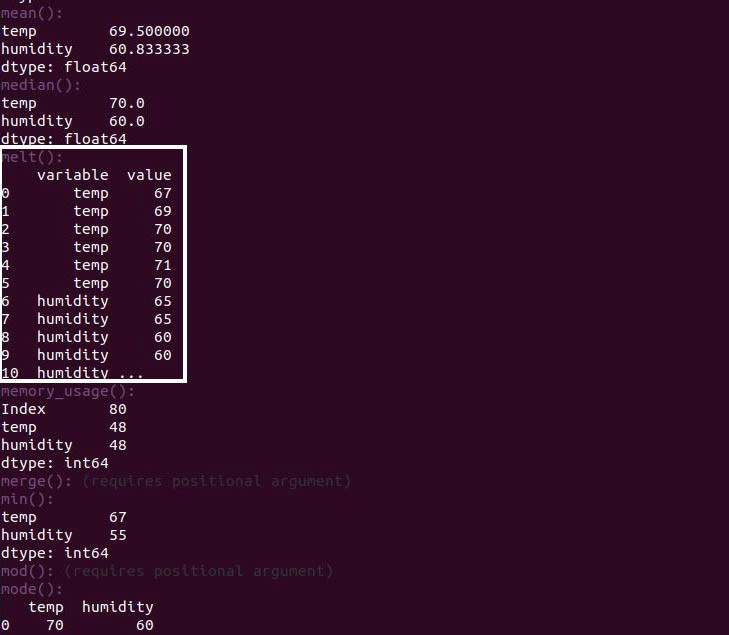 mean():
temp        69.500000
humidity    60.833333
dtype: float64
median():
temp        70.0
humidity    60.0
dtype: float64
melt():
    variable  value
0       temp     67
1       temp     69
2       temp     70
3       temp     70
4       temp     71
5       temp     70
6   humidity     65
7   humidity     65
8   humidity     60
9   humidity     60
10  humidity ...
memory_usage():
Index       80
temp        48
humidity    48
dtype: int64
merge(): (requires positional argument)
min():
temp        67
humidity    55
dtype: int64
mod(): (requires positional argument)
mode():
   temp  humidity
0    70        60